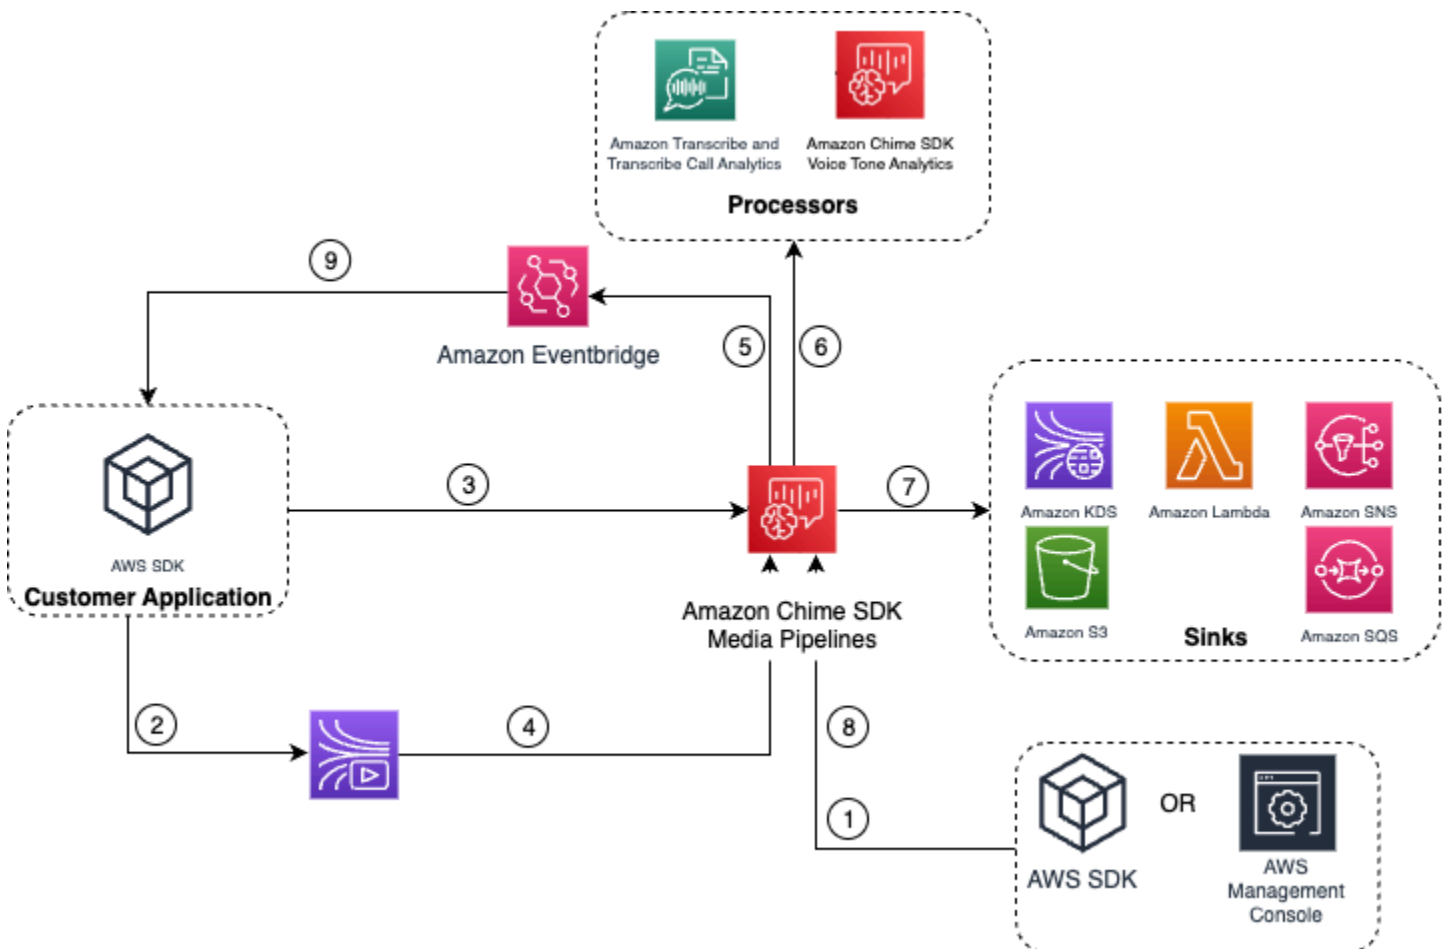 Amazon Transcribe and
Transcribe Call Analytics
Amazon Chime SDK
Voice Tone Analytics
Processors
9
Amazon Eventbridge
5
6
3
7
AWS SDK
Customer Application
Amazon KDS
Amazon Lambda
Amazon SNS
Amazon S3
Sinks
Amazon SQS
Amazon Chime SDK
Media Pipelines
2
4
8
1
AWS SDK
OR
AWS
Management
Console